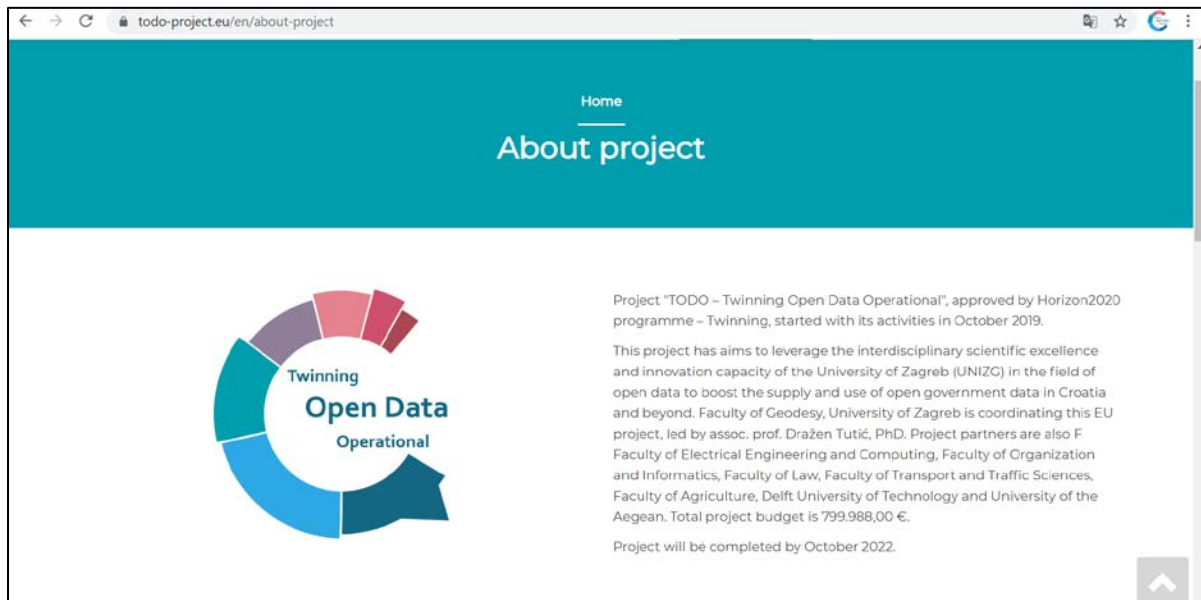 todo-project.eu/en/about-project
Home
About project
Twinning
Open Data
Operational
Project "TODO – Twinning Open Data Operational", approved by Horizon2020
programme – Twinning, started with its activities in October 2019.
This project has aims to leverage the interdisciplinary scientific excellence
and innovation capacity of the University of Zagreb (UNIZG) in the field of
open data to boost the supply and use of open government data in Croatia
and beyond. Faculty of Geodesy, University of Zagreb is coordinating this EU
project, led by assoc. prof. Dražen Tutić, PhD. Project partners are also F
Faculty of Electrical Engineering and Computing, Faculty of Organization
and Informatics, Faculty of Law, Faculty of Transport and Traffic Sciences,
Faculty of Agriculture, Delft University of Technology and University of the
Aegean. Total project budget is 799.988,00 €.
Project will be completed by October 2022.